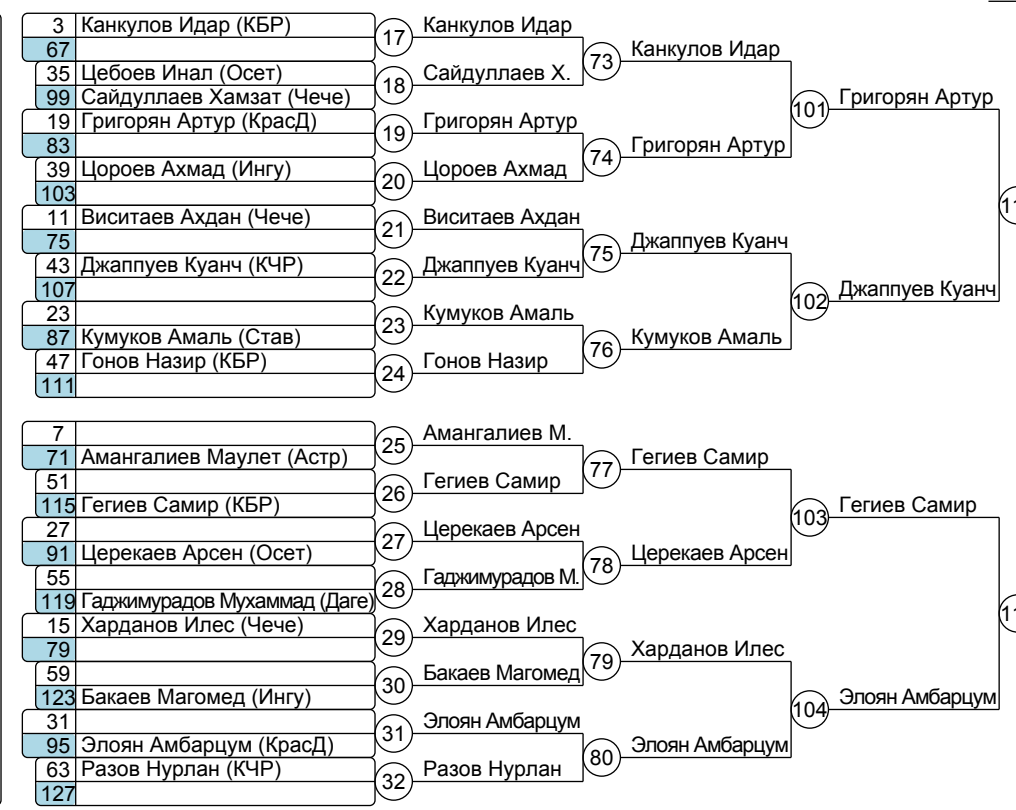 3 Канкулов Идар (КБР)
67
35 Цебоев Инал (Осет)
99 Сайдуллаев Хамзат (Чече)
19 Григорян Артур (КрасД)
83
39 Цороев Ахмад (Ингу)
103
11 Виситаев Ахдан (Чече)
75
43 Джаппуев Куанч (КЧР)
107
23
87 Кумуков Амаль (Став)
47 Гонов Назир (КБР)
111
7
71 Амангалиев Маулет (Астр)
51
115 Гегиев Самир (КБР)
27
91 Церекаев Арсен (Осет)
55
119 Гаджимурадов Мухаммад (Даге)
15 Харданов Илес (Чече)
79
59
123 Бакаев Магомед (Ингу)
31
95 Элоян Амбарцум (КрасД)
63 Разов Нурлан (КЧР)
127
17 Канкулов Идар
18 Сайдуллаев Х.
19 Григорян Артур
20 Цороев Ахмад
21 Виситаев Ахдан
22 Джаппуев Куанч
23 Кумуков Амаль
24 Гонов Назир
25 Амангалиев М.
26 Гегиев Самир
27 Церекаев Арсен
28 Гаджимурадов М.
29 Харданов Илес
30 Бакаев Магомед
31 Элоян Амбарцум
32 Разов Нурлан
73 Канкулов Идар
74 Григорян Артур
75 Джаппуев Куанч
76 Кумуков Амаль
77 Гегиев Самир
78 Церекаев Арсен
79 Харданов Илес
80 Элоян Амбарцум
101 Григорян Артур
102 Джаппуев Куанч
103 Гегиев Самир
104 Элоян Амбарцум